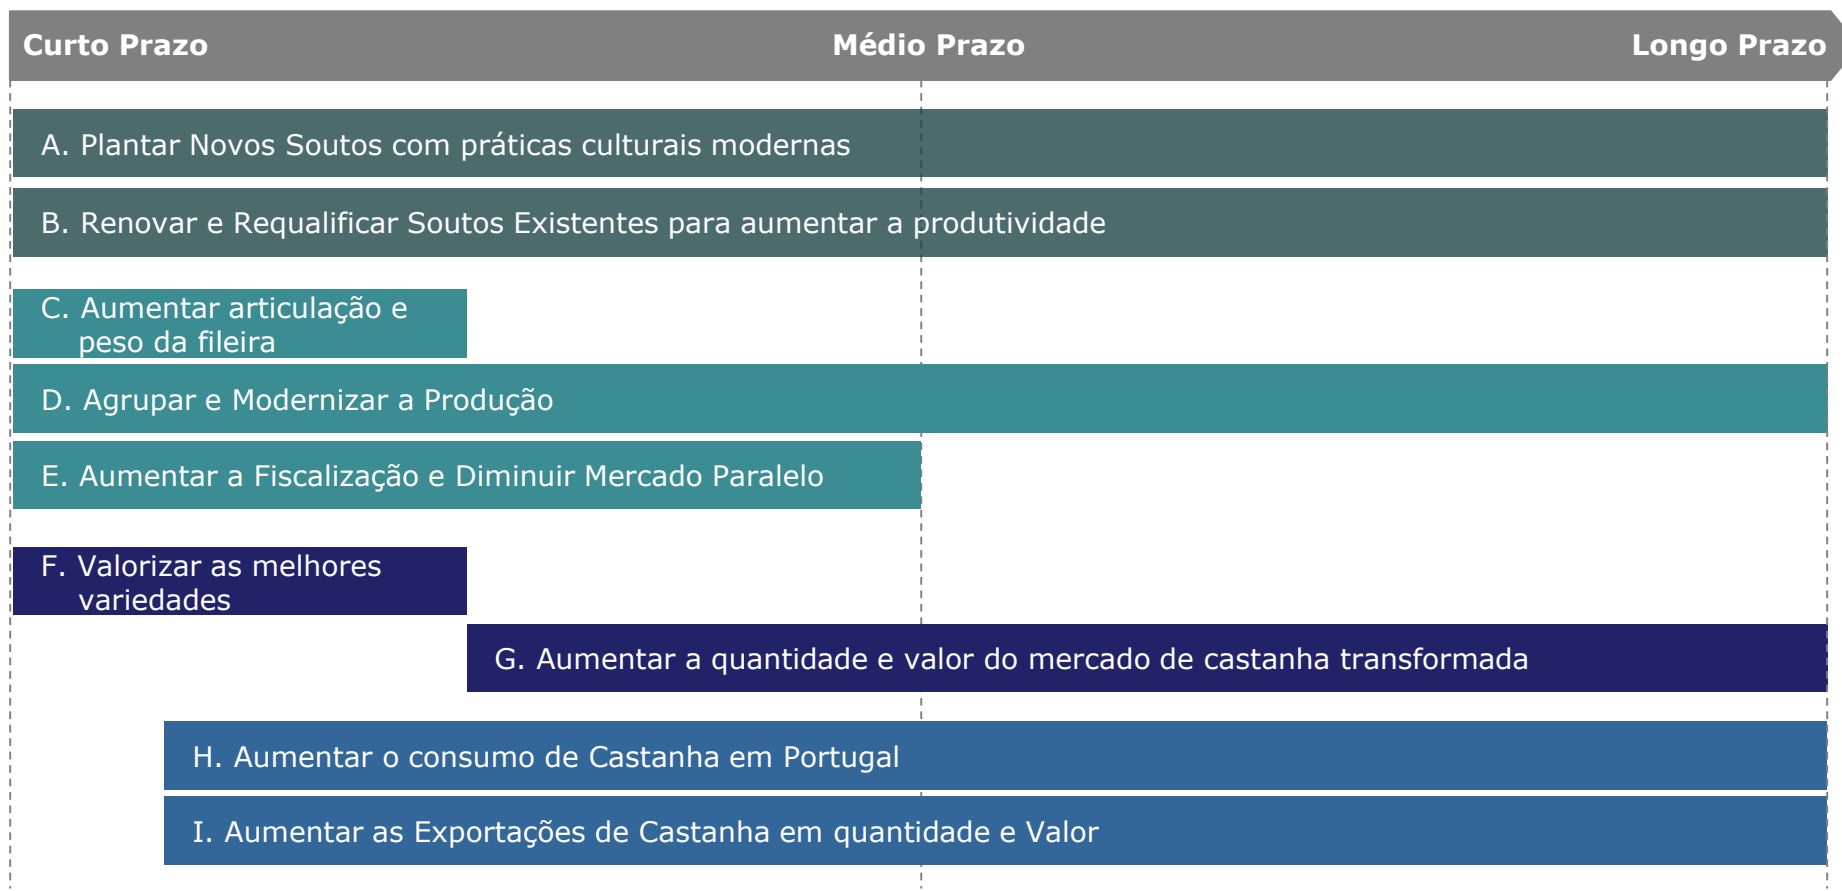 Curto Prazo
Médio Prazo
Longo Prazo
A. Plantar Novos Soutos com práticas culturais modernas
B. Renovar e Requalificar Soutos Existentes para aumentar a produtividade
C. Aumentar articulação e
peso da fileira
D. Agrupar e Modernizar a Produção
E. Aumentar a Fiscalização e Diminuir Mercado Paralelo
F. Valorizar as melhores
variedades
G. Aumentar a quantidade e valor do mercado de castanha transformada
H. Aumentar o consumo de Castanha em Portugal
I. Aumentar as Exportações de Castanha em quantidade e Valor